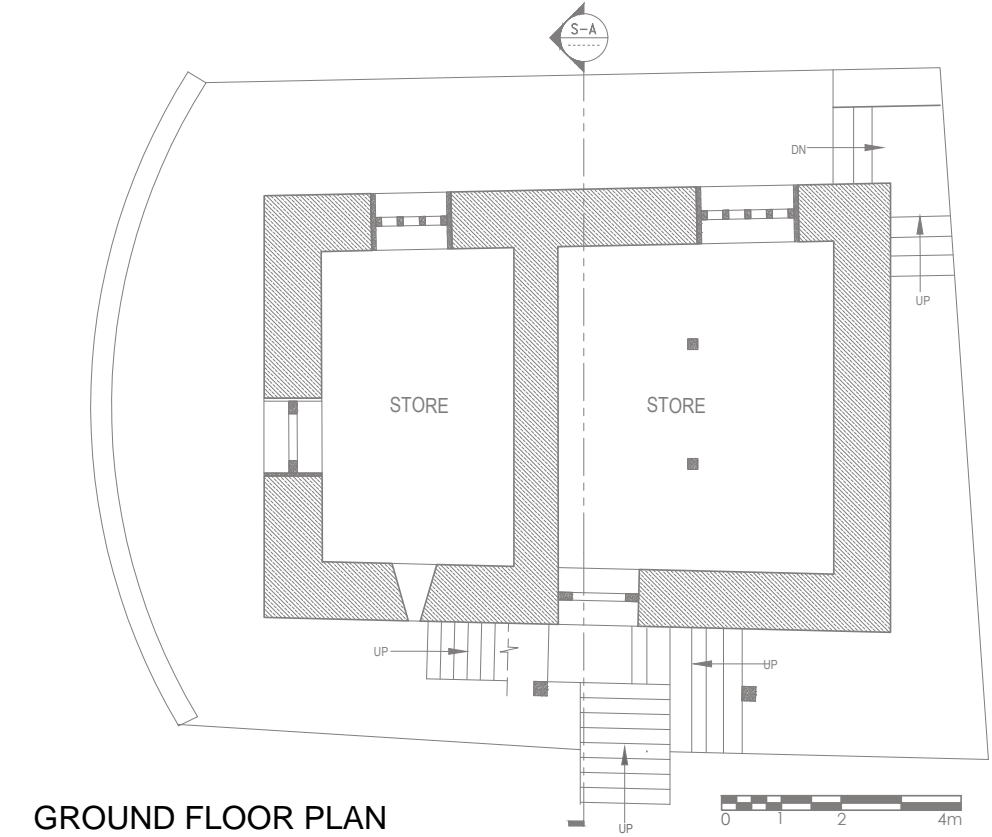 S-A
DN
UP
STORE
STORE
UP
UP
UP
GROUND FLOOR PLAN
0 1 2 4m